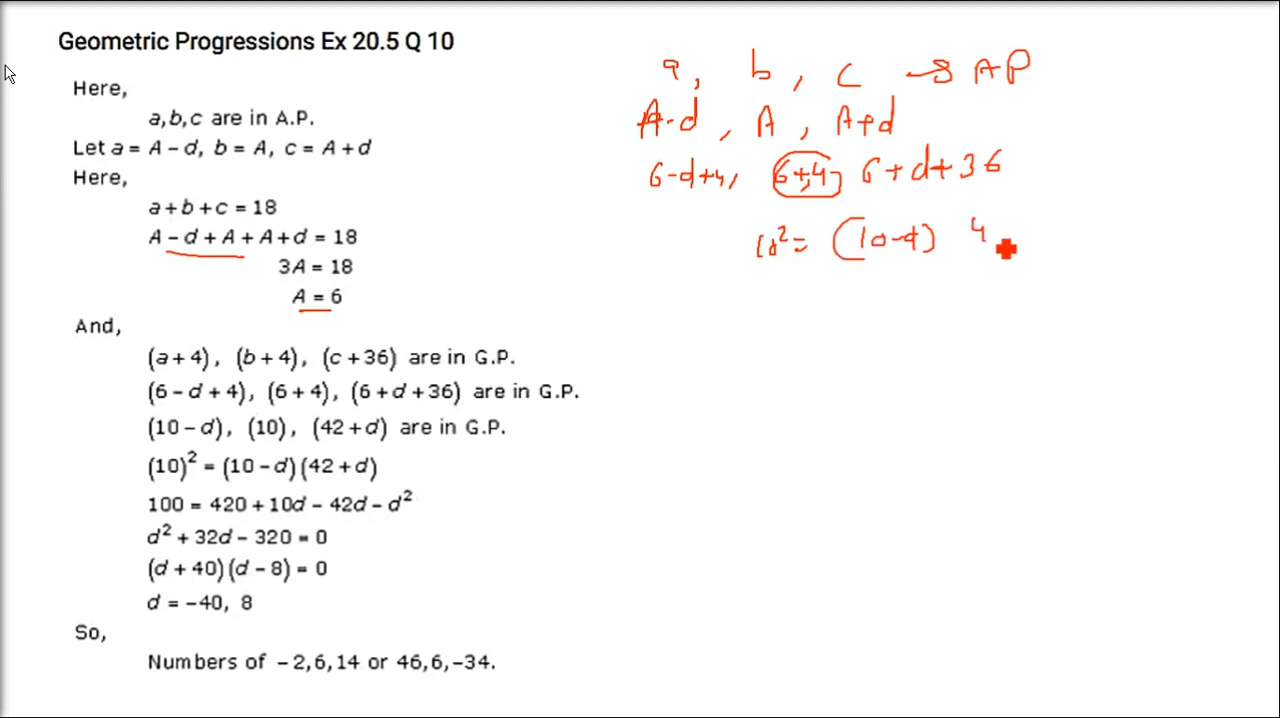 Geometric Progressions Ex 20.5 Q 10
Here,
a,b,c are in A.P.
Let a = A − d, b = A, c = A + d
Here,
a + b + c = 18
A − d + A + A + d = 18
3A = 18
A = 6
And,
(a + 4), (b + 4), (c + 36) are in G.P.
(6 − d + 4), (6 + 4), (6 + d + 36) are in G.P.
(10 − d), (10), (42 + d) are in G.P.
(10)² = (10 − d)(42 + d)
100 = 420 + 10d − 42d − d²
d² + 32d − 320 = 0
(d + 40)(d − 8) = 0
d = −40, 8
So,
Numbers of − 2,6,14 or 46,6,−34.
a, b, c → AP
A-d, A, A+d
6-d+4, 6+4, 6+d+36
10² = (10-d) 4